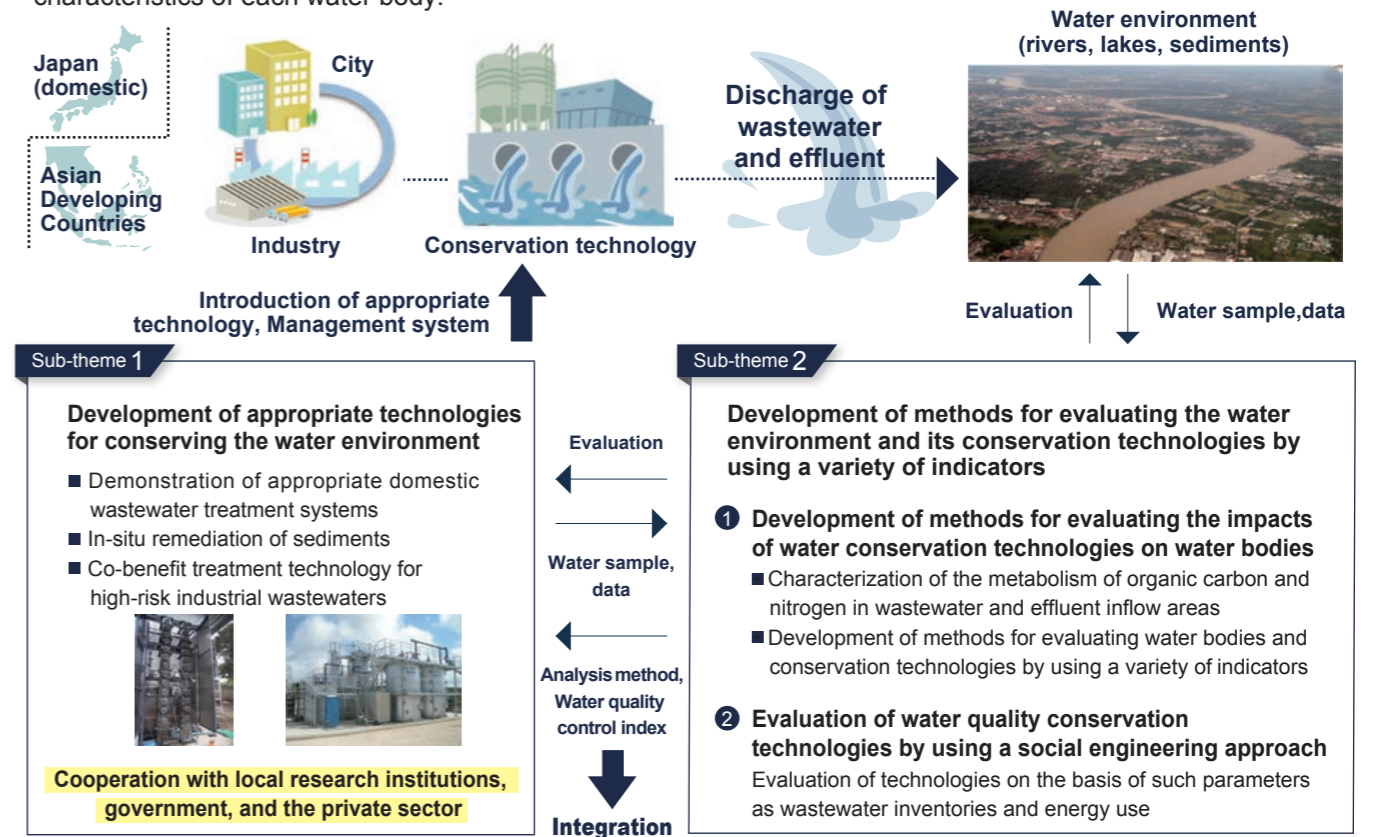 characteristics of each water body.
Japan
(domestic)
Asian
Developing
Countries
City
Industry
Conservation technology
Discharge of
wastewater
and effluent
Water environment
(rivers, lakes, sediments)
Introduction of appropriate
technology, Management system
Evaluation
Water sample,data
Sub-theme 1
Development of appropriate technologies
for conserving the water environment
■ Demonstration of appropriate domestic
wastewater treatment systems
■ In-situ remediation of sediments
■ Co-benefit treatment technology for
high-risk industrial wastewaters
Cooperation with local research institutions,
government, and the private sector
Evaluation
Water sample,
data
Analysis method,
Water quality
control index
Integration
Sub-theme 2
Development of methods for evaluating the water
environment and its conservation technologies by
using a variety of indicators
❶ Development of methods for evaluating the impacts
of water conservation technologies on water bodies
■ Characterization of the metabolism of organic carbon and
nitrogen in wastewater and effluent inflow areas
■ Development of methods for evaluating water bodies and
conservation technologies by using a variety of indicators
❷ Evaluation of water quality conservation
technologies by using a social engineering approach
Evaluation of technologies on the basis of such parameters
as wastewater inventories and energy use